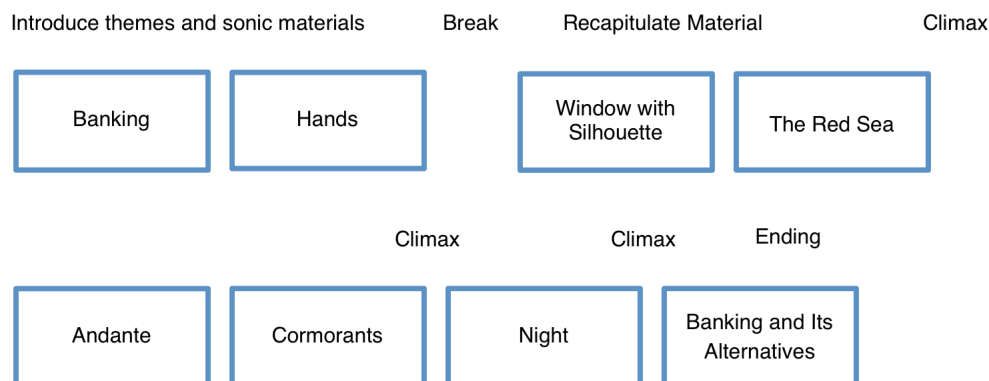 Introduce themes and sonic materials
Break
Recapitulate Material
Climax
Banking
Hands
Window with
Silhouette
The Red Sea
Climax
Climax
Ending
Andante
Cormorants
Night
Banking and Its
Alternatives